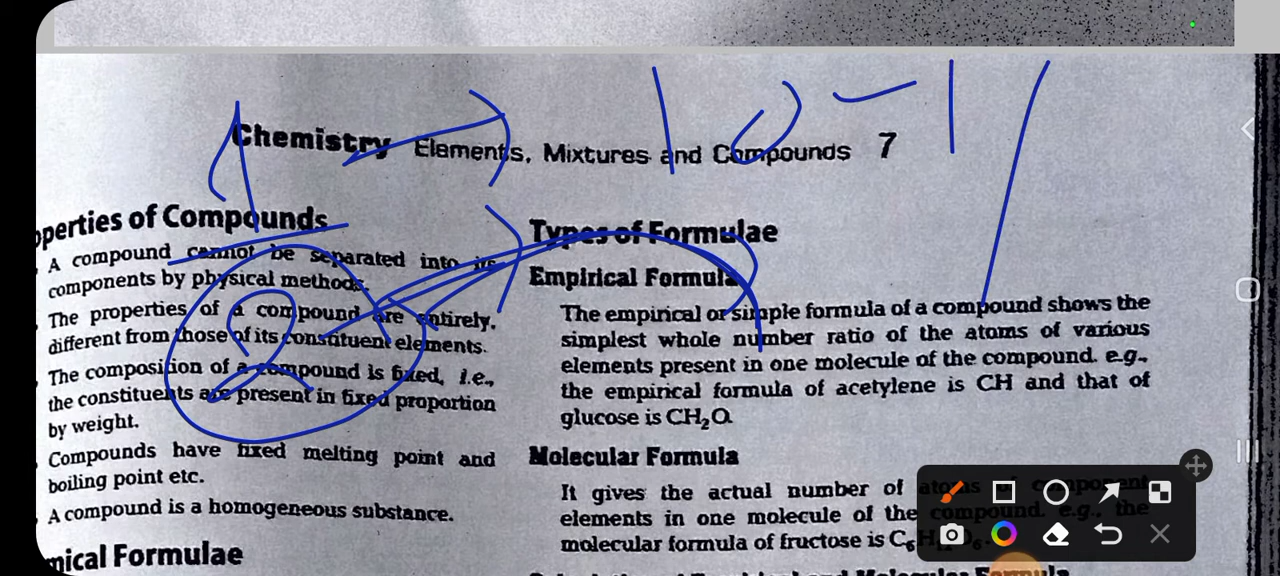 Chemistry Elements, Mixtures and Compounds 7
operties of Compounds
A compound cannot be separated into its
components by physical methods.
The properties of a compound are entirely.
different from those of its constituent elements.
The composition of a compound is fixed, i.e.,
the constituents are present in fixed proportion
by weight.
Compounds have fixed melting point and
boiling point etc.
A compound is a homogeneous substance.
mical Formulae
Types of Formulae
Empirical Formula
The empirical or simple formula of a compound shows the
simplest whole number ratio of the atoms of various
elements present in one molecule of the compound. e.g.,
the empirical formula of acetylene is CH and that of
glucose is CH₂O.
Molecular Formula
It gives the actual number of atoms of component
elements in one molecule of the compound. e.g., the
molecular formula of fructose is C₆H₁₂O₆.